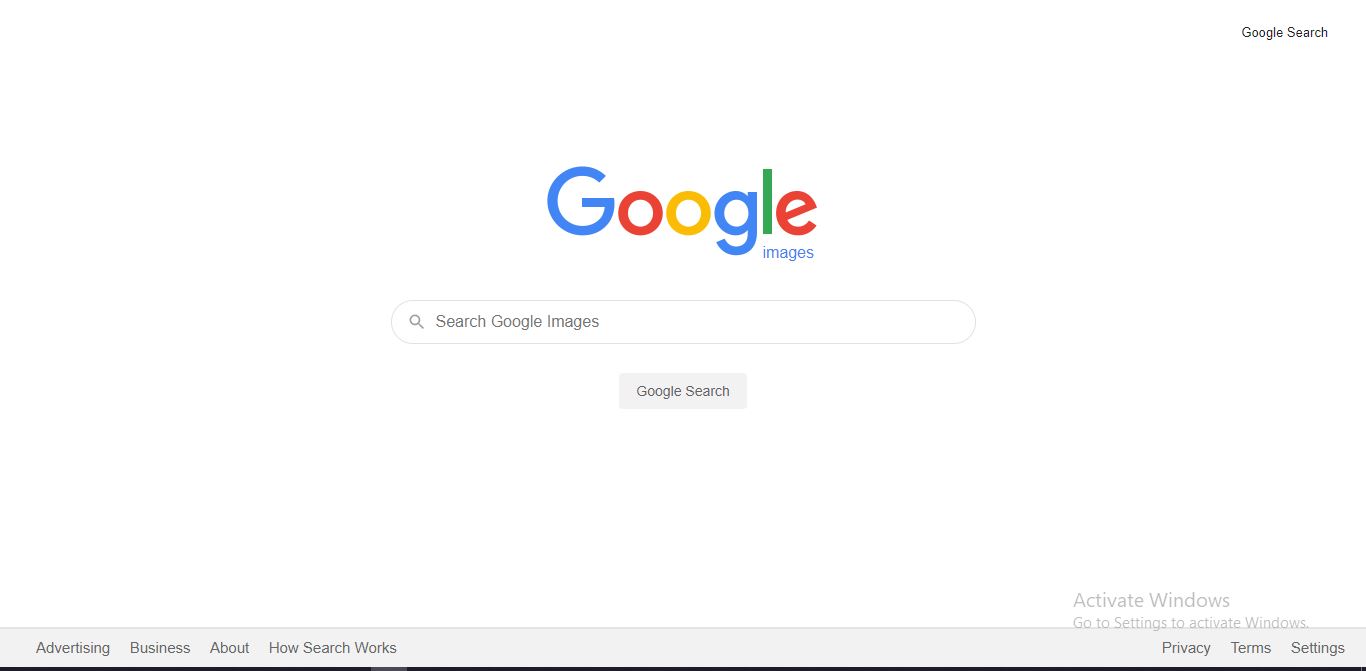 Google Search
Google
images
Search Google Images
Google Search
Activate Windows
Go to Settings to activate Windows.
Advertising Business About How Search Works Privacy Terms Settings